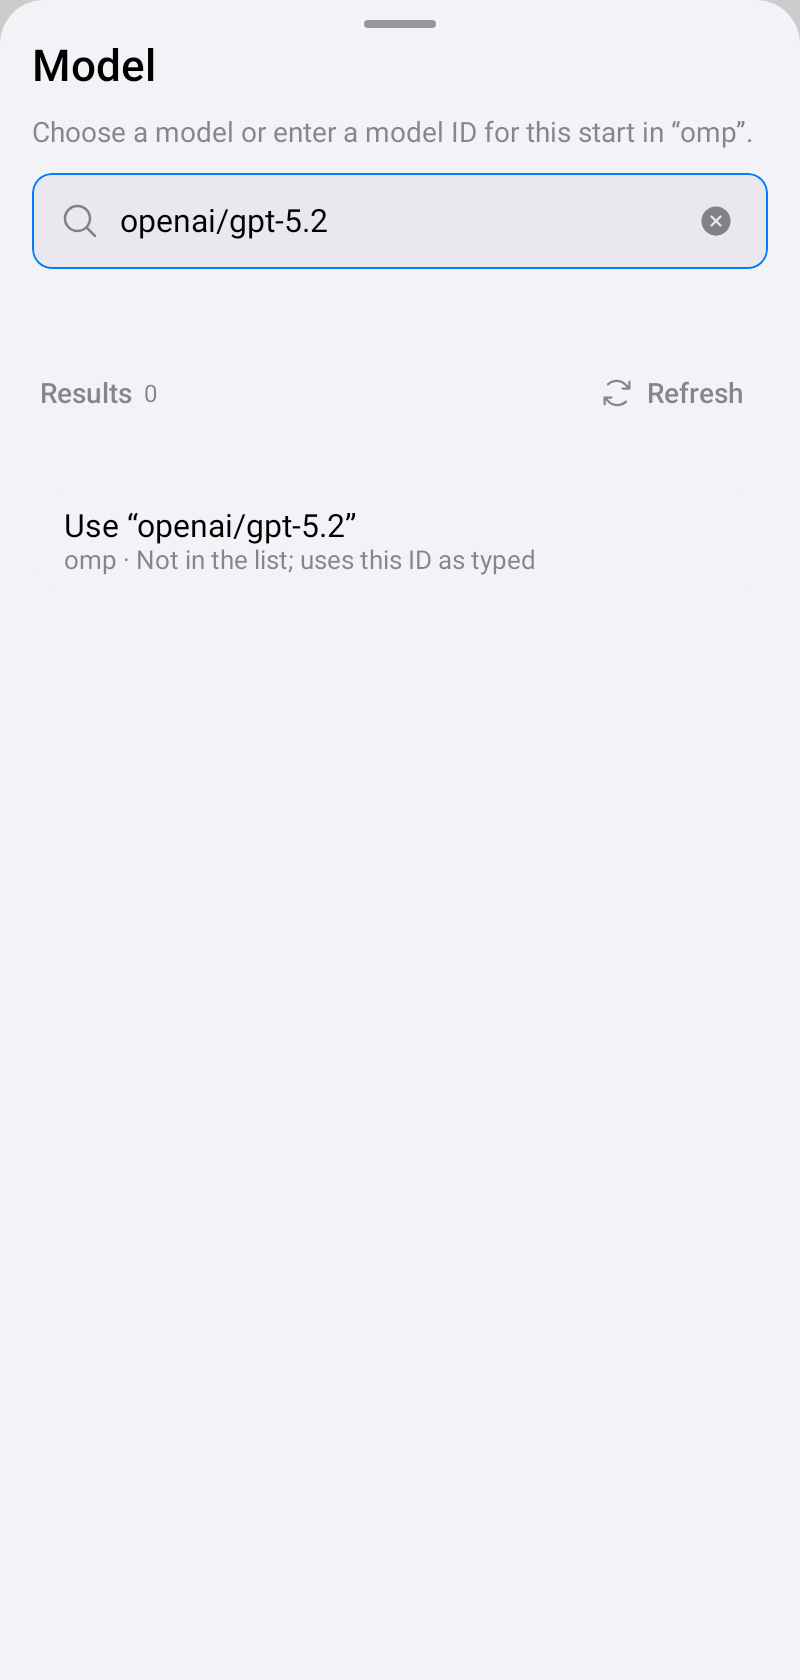 Model
Choose a model or enter a model ID for this start in “omp”.
openai/gpt-5.2
Results 0
Refresh
Use “openai/gpt-5.2”
omp · Not in the list; uses this ID as typed